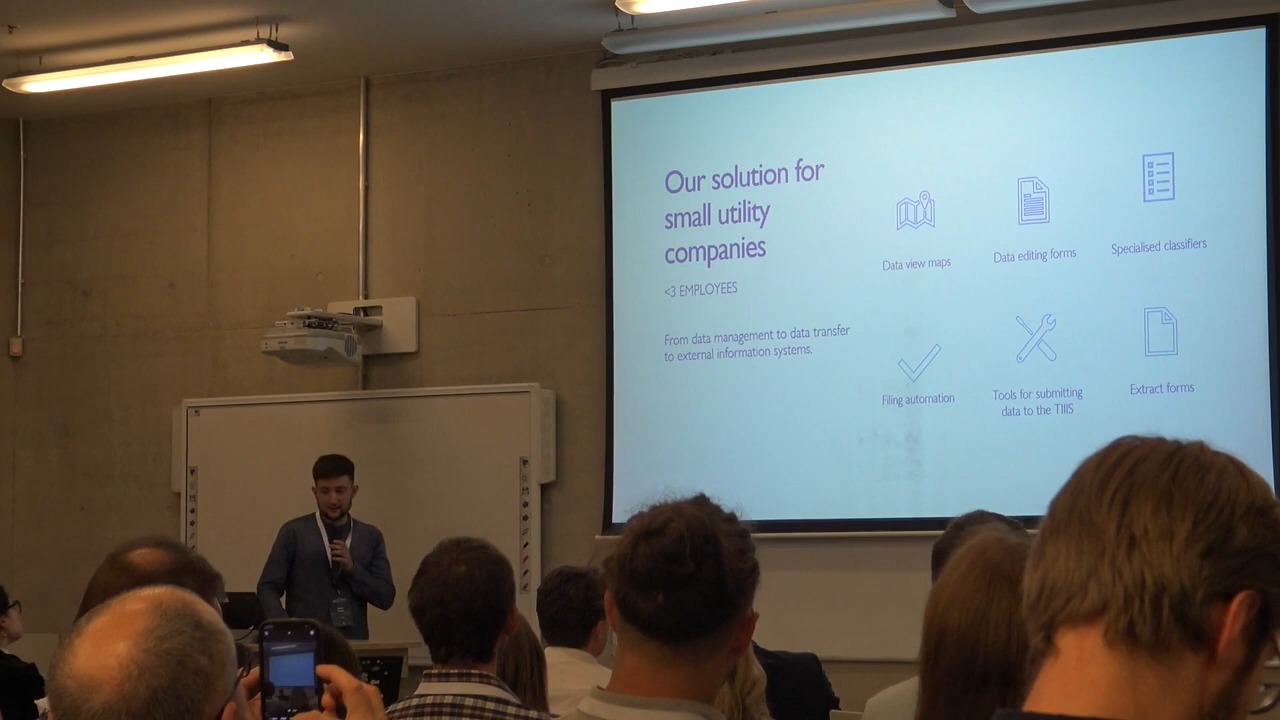 Our solution for
small utility
companies
<3 EMPLOYEES
From data management to data transfer
to external information systems.
Data view maps
Data editing forms
Specialised classifiers
Filing automation
Tools for submitting
data to the TIIIS
Extract forms